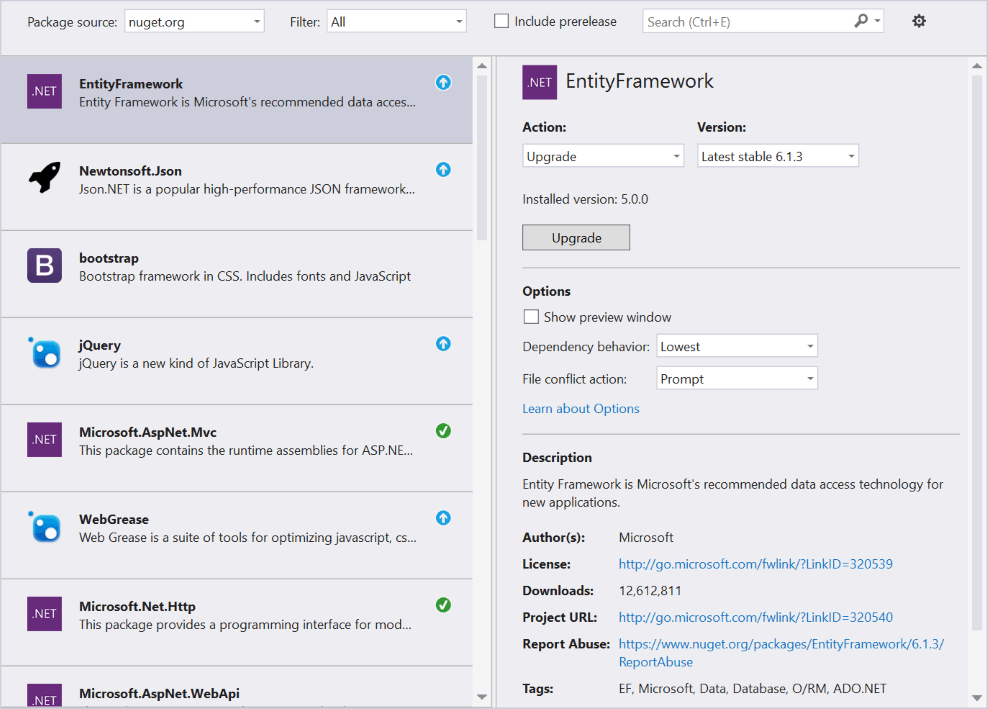 Package source: nuget.org Filter: All Include prerelease Search (Ctrl+E)
.NET EntityFramework
Entity Framework is Microsoft's recommended data acces...
Newtonsoft.Json
Json.NET is a popular high-performance JSON framework...
B bootstrap
Bootstrap framework in CSS. Includes fonts and JavaScript
jQuery
jQuery is a new kind of JavaScript Library.
.NET Microsoft.AspNet.Mvc
This package contains the runtime assemblies for ASP.NE...
WebGrease
Web Grease is a suite of tools for optimizing javascript, cs...
.NET Microsoft.Net.Http
This package provides a programming interface for mod...
.NET Microsoft.AspNet.WebApi
.NET EntityFramework
Action: Version:
Upgrade Latest stable 6.1.3
Installed version: 5.0.0
Upgrade
Options
Show preview window
Dependency behavior: Lowest
File conflict action: Prompt
Learn about Options
Description
Entity Framework is Microsoft's recommended data access technology for
new applications.
Author(s): Microsoft
License: http://go.microsoft.com/fwlink/?LinkID=320539
Downloads: 12,612,811
Project URL: http://go.microsoft.com/fwlink/?LinkID=320540
Report Abuse: https://www.nuget.org/packages/EntityFramework/6.1.3/
ReportAbuse
Tags: EF, Microsoft, Data, Database, O/RM, ADO.NET